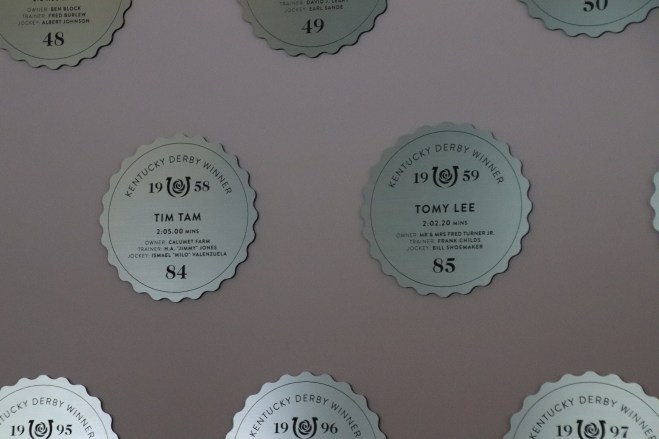 OWNER: BEN BLOCK
TRAINER: FRED BURLEW
JOCKEY: ALBERT JOHNSON
48
JOCKEY: EARL SANDE
49
50
KENTUCKY DERBY WINNER
19 58
TIM TAM
2:05.00 MINS
OWNER: CALUMET FARM
TRAINER: H.A. "JIMMY" JONES
JOCKEY: ISMAEL "MILO" VALENZUELA
84
KENTUCKY DERBY WINNER
19 59
TOMY LEE
2:02.20 MINS
OWNER: MR & MRS FRED TURNER JR.
TRAINER: FRANK CHILDS
JOCKEY: BILL SHOEMAKER
85
KENTUCKY DERBY WINNER
19 95
KENTUCKY DERBY WINNER
19 96
KENTUCKY DERBY WINNER
19 97